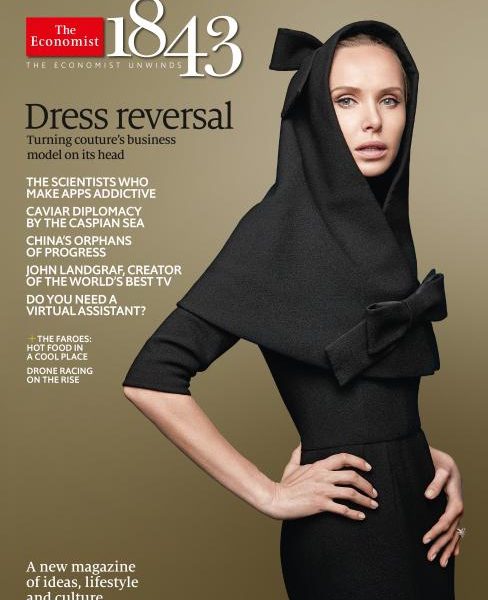 The
Economist
1843
THE ECONOMIST UNWINDS
Dress reversal
Turning couture's business
model on its head
THE SCIENTISTS WHO
MAKE APPS ADDICTIVE
CAVIAR DIPLOMACY
BY THE CASPIAN SEA
CHINA'S ORPHANS
OF PROGRESS
JOHN LANDGRAF, CREATOR
OF THE WORLD'S BEST TV
DO YOU NEED A
VIRTUAL ASSISTANT?
+ THE FAROES:
HOT FOOD IN
A COOL PLACE
DRONE RACING
ON THE RISE
A new magazine
of ideas, lifestyle
and culture